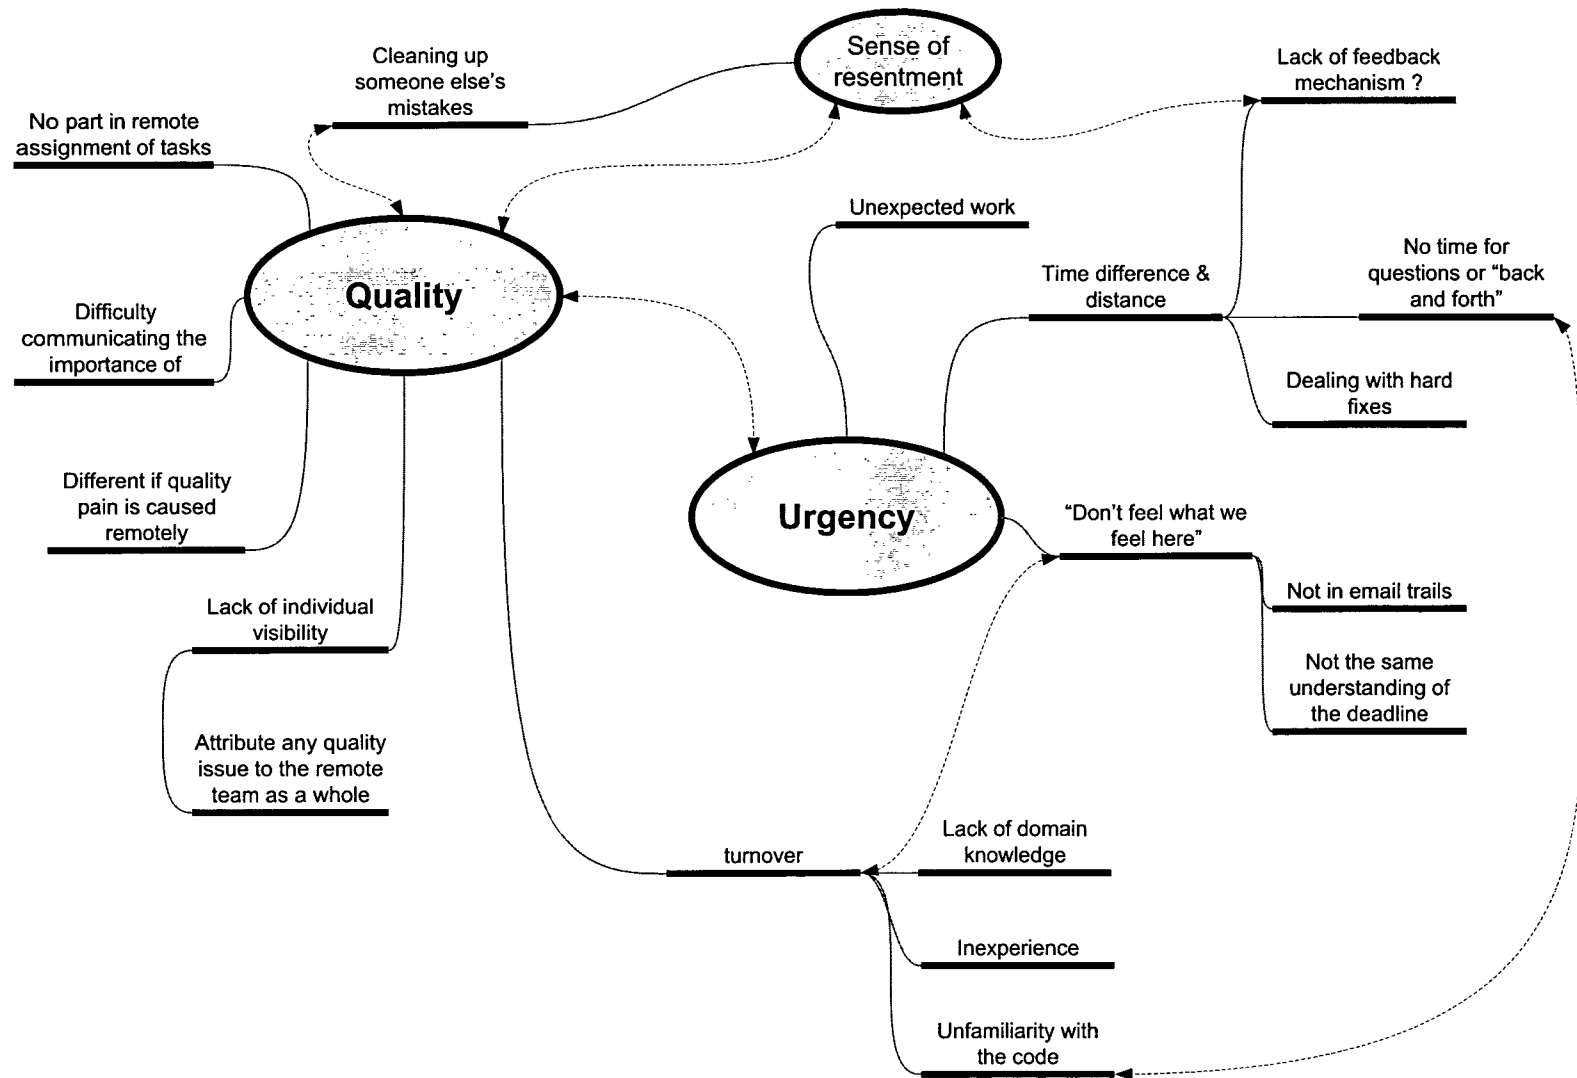 Sense of
resentment
Cleaning up
someone else's
mistakes
Lack of feedback
mechanism ?
No part in remote
assignment of tasks
Unexpected work
Quality
Time difference &
distance
No time for
questions or “back
and forth”
Difficulty
communicating the
importance of
Dealing with hard
fixes
Different if quality
pain is caused
remotely
Urgency
“Don't feel what we
feel here”
Not in email trails
Lack of individual
visibility
Not the same
understanding of
the deadline
Attribute any quality
issue to the remote
team as a whole
turnover
Lack of domain
knowledge
Inexperience
Unfamiliarity with
the code